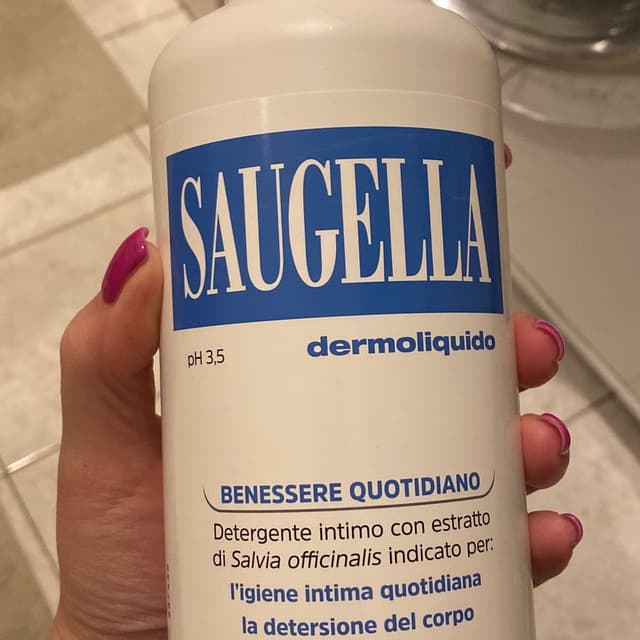 SAUGELLA
pH 3,5
dermoliquido
BENESSERE QUOTIDIANO
Detergente intimo con estratto
di Salvia officinalis indicato per:
l'igiene intima quotidiana
la detersione del corpo